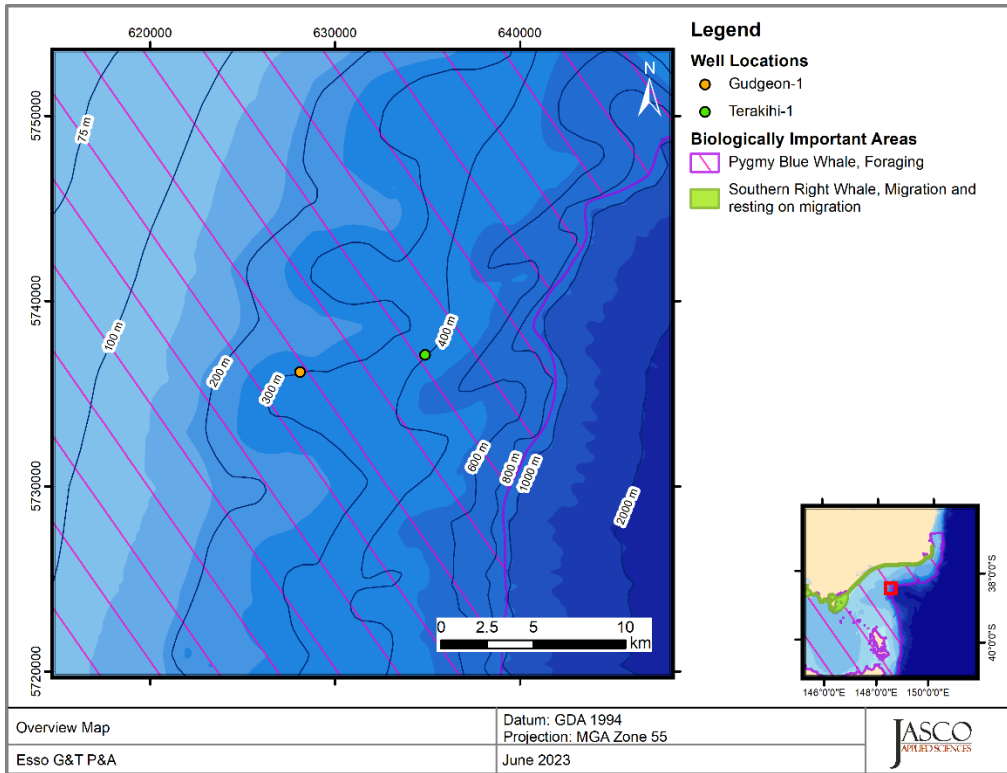 620000
630000
640000
5750000
5740000
5730000
5720000
75 m
100 m
200 m
300 m
400 m
600 m
800 m
1000 m
2000 m
N
0 2.5 5 10
km
Legend
Well Locations
Gudgeon-1
Terakihi-1
Biologically Important Areas
Pygmy Blue Whale, Foraging
Southern Right Whale, Migration and
resting on migration
38°0'0"S
40°0'0"S
146°0'0"E 148°0'0"E 150°0'0"E
Overview Map
Datum: GDA 1994
Projection: MGA Zone 55
Esso G&T P&A
June 2023
JASCO
APPLIED SCIENCES